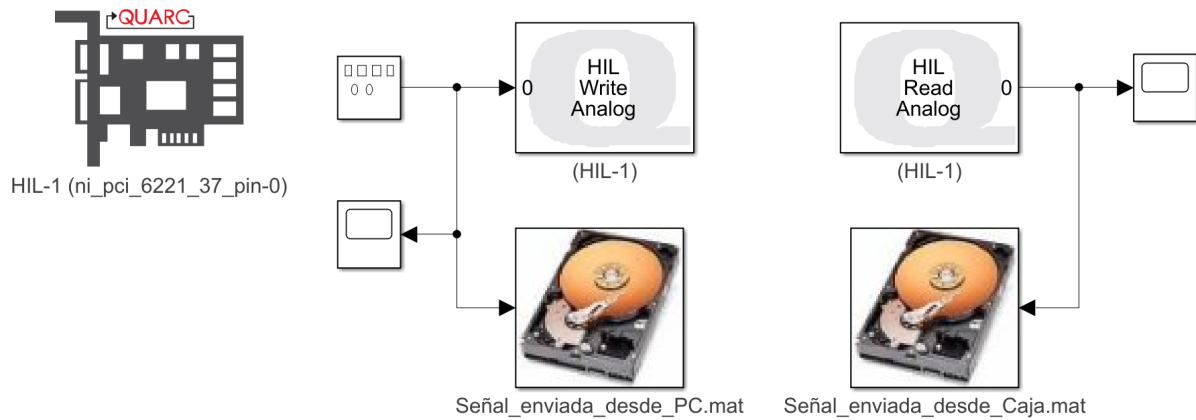 QUARC
HIL-1 (ni_pci_6221_37_pin-0)
0
HIL
Write
Analog
(HIL-1)
HIL
Read
Analog
0
(HIL-1)
Señal_enviada_desde_PC.mat
Señal_enviada_desde_Caja.mat